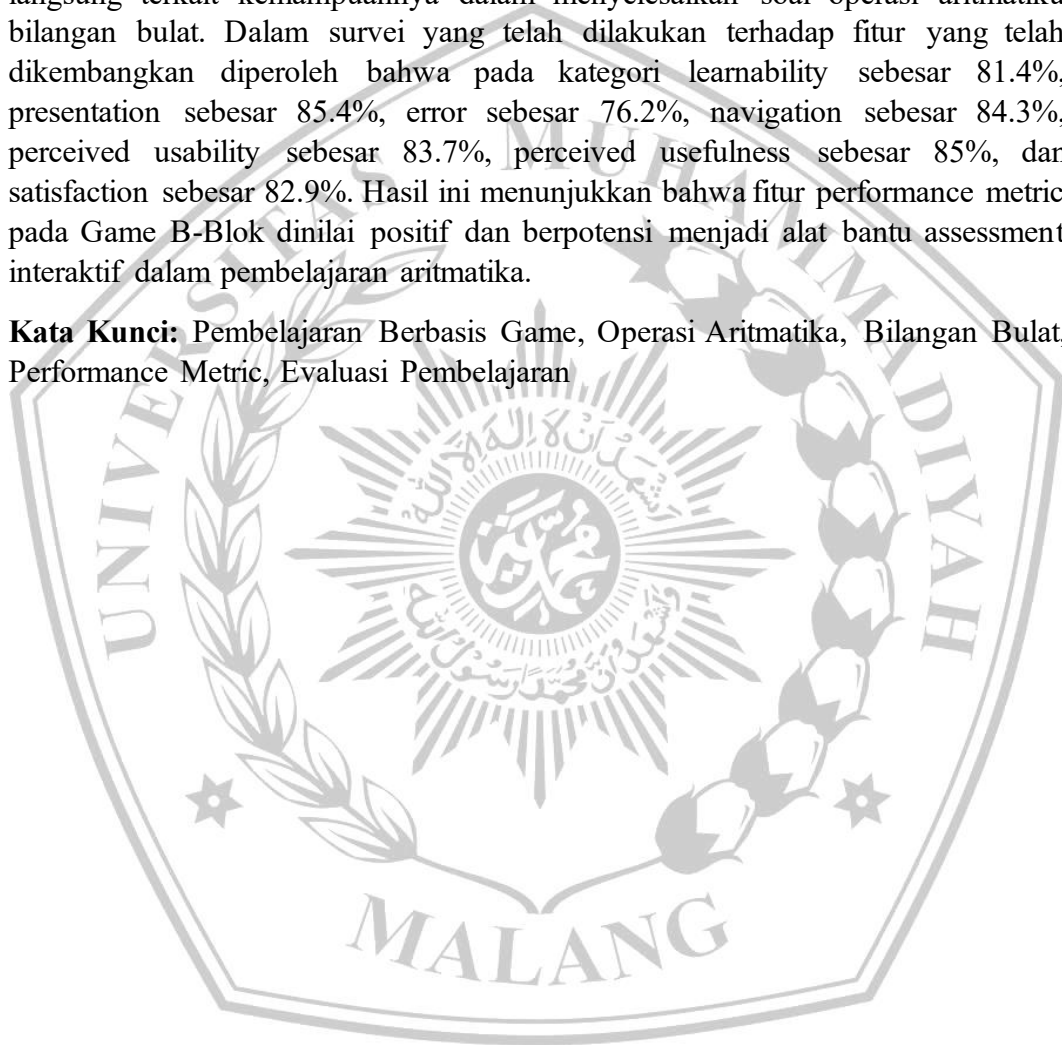 langsung terkait kemampuannya dalam menyelesaikan soal operasi aritmatika
bilangan bulat. Dalam survei yang telah dilakukan terhadap fitur yang telah
dikembangkan diperoleh bahwa pada kategori learnability sebesar 81.4%,
presentation sebesar 85.4%, error sebesar 76.2%, navigation sebesar 84.3%,
perceived usability sebesar 83.7%, perceived usefulness sebesar 85%, dan
satisfaction sebesar 82.9%. Hasil ini menunjukkan bahwa fitur performance metric
pada Game B-Blok dinilai positif dan berpotensi menjadi alat bantu assessment
interaktif dalam pembelajaran aritmatika.
Kata Kunci: Pembelajaran Berbasis Game, Operasi Aritmatika, Bilangan Bulat,
Performance Metric, Evaluasi Pembelajaran
UNIVERSITAS MUHAMMADIYAH
MALANG